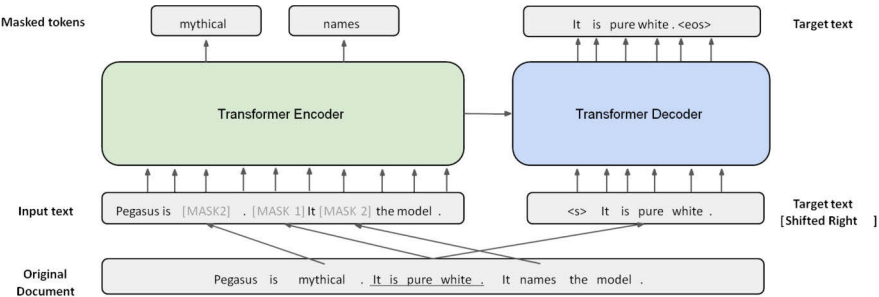 Masked tokens
mythical
names
It is pure white . <eos>
Target text
Transformer Encoder
Transformer Decoder
Input text
Pegasus is [MASK2] . [MASK 1] It [MASK 2] the model .
<s> It is pure white .
Target text
[Shifted Right ]
Original
Document
Pegasus is mythical . It is pure white . It names the model .